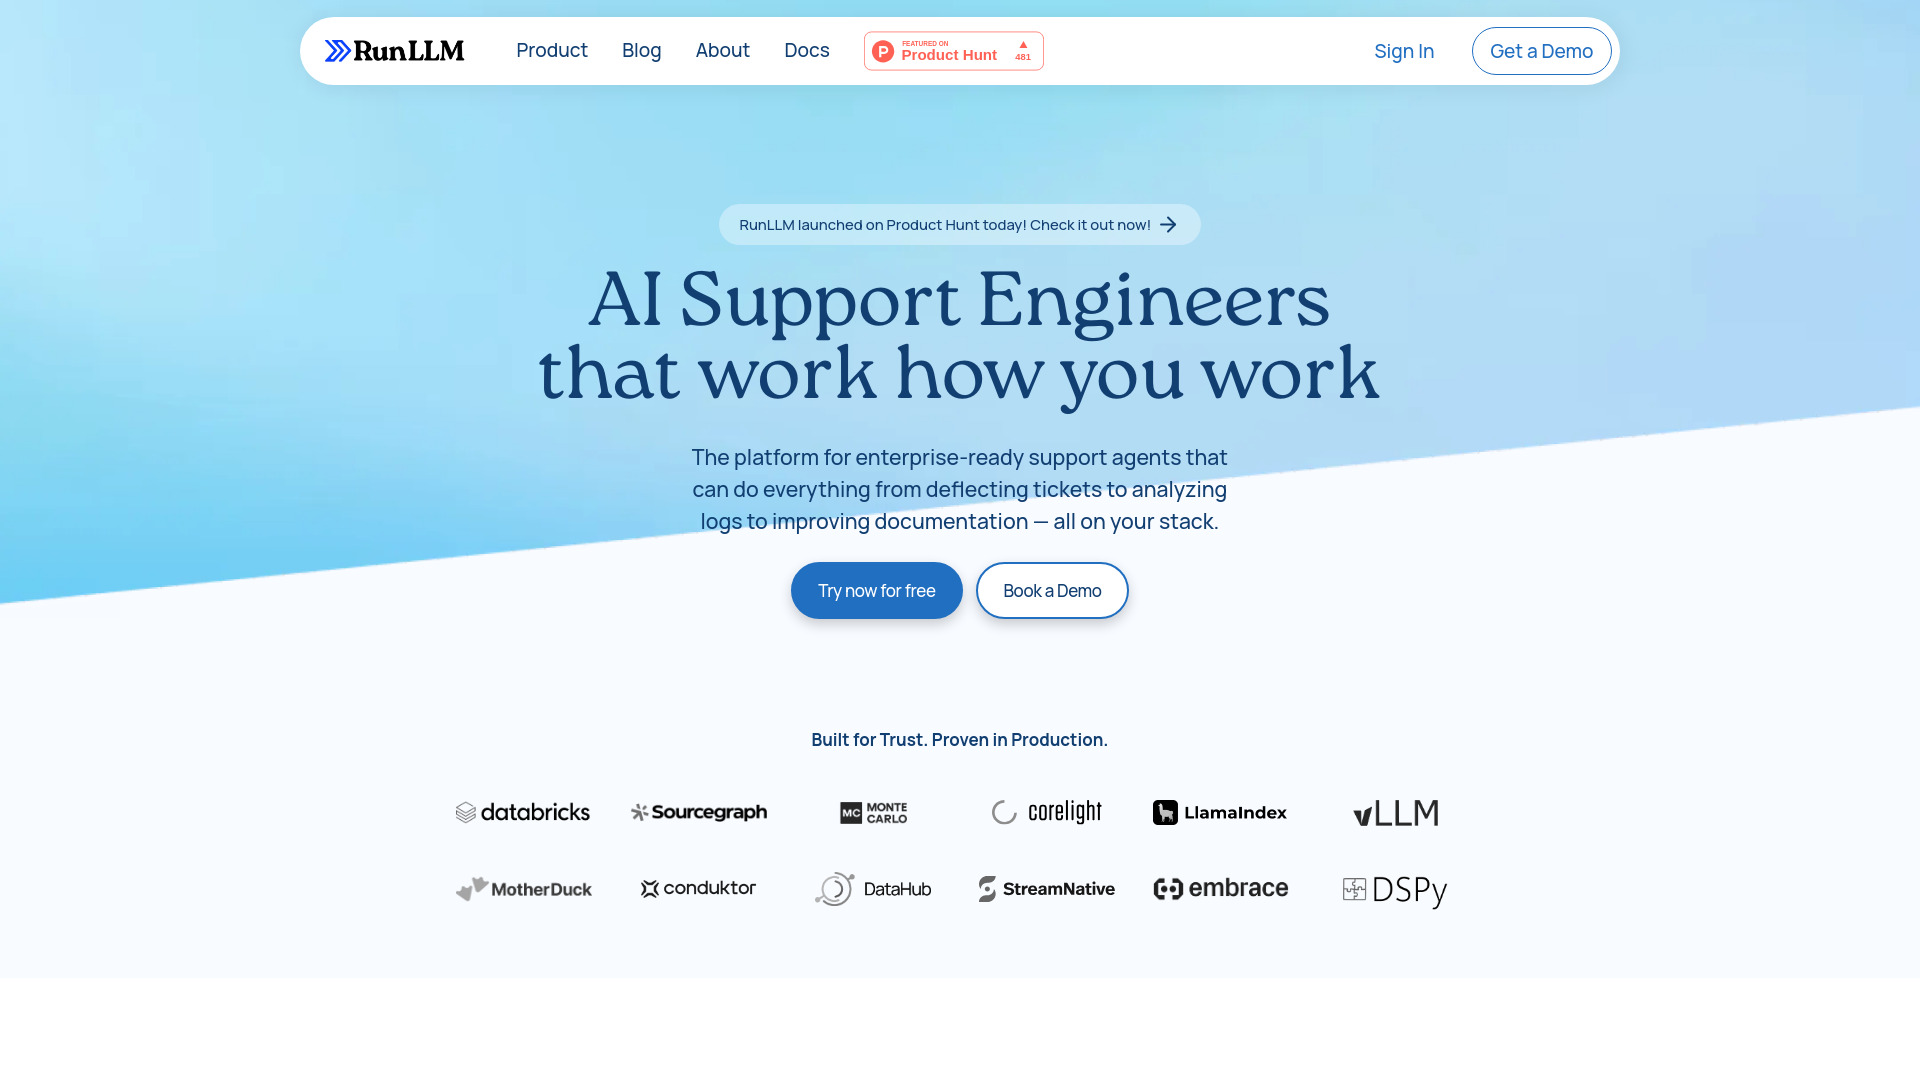 RunLLM
Product
Blog
About
Docs
FEATURED ON
Product Hunt
481
Sign In
Get a Demo
RunLLM launched on Product Hunt today! Check it out now!
AI Support Engineers
that work how you work
The platform for enterprise-ready support agents that
can do everything from deflecting tickets to analyzing
logs to improving documentation — all on your stack.
Try now for free
Book a Demo
Built for Trust. Proven in Production.
databricks
Sourcegraph
MC MONTE
CARLO
corelight
LlamaIndex
vLLM
MotherDuck
conduktor
DataHub
StreamNative
embrace
DSPy